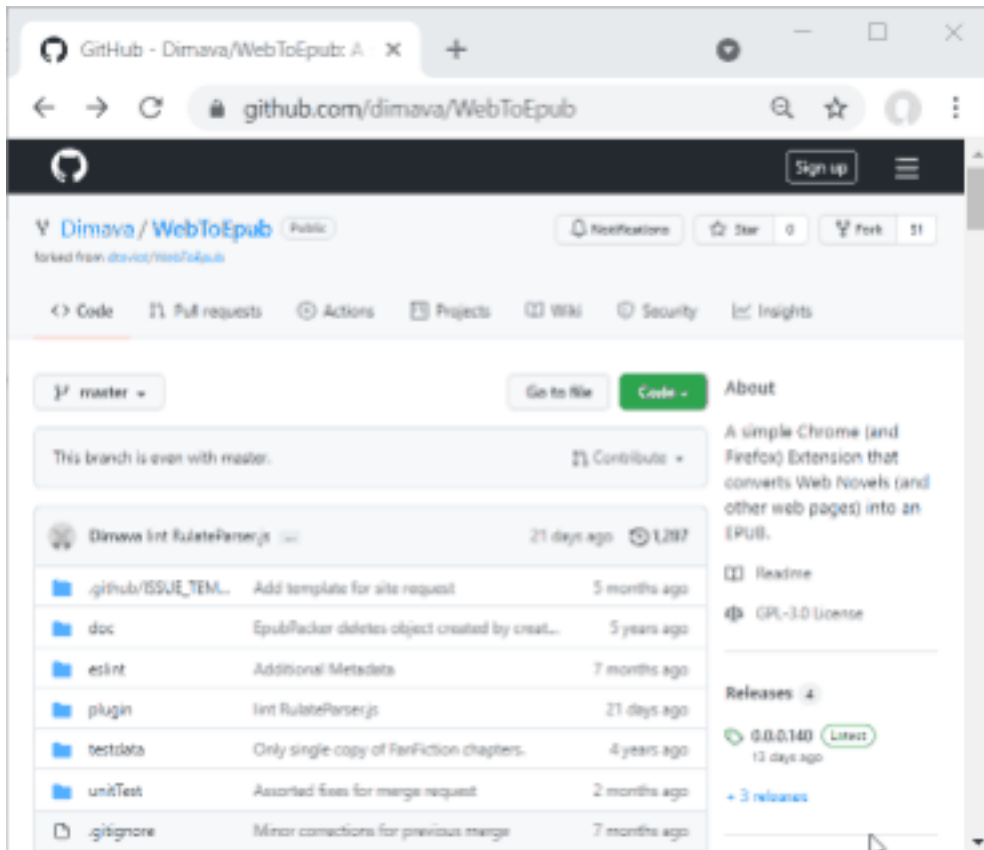 GitHub - Dimava/WebToEpub: A
github.com/dimava/WebToEpub
Sign up
Dimava / WebToEpub Public
Notifications Star 0 Fork 31
forked from dteviot/WebToEpub
Code Pull requests Actions Projects Wiki Security Insights
master Go to file Code
This branch is even with master. Contribute
Dimava lint RulateParser.js ... 21 days ago 1,287
.github/ISSUE_TEM... Add template for site request 5 months ago
doc EpubPacker deletes object created by creat... 5 years ago
eslint Additional Metadata 7 months ago
plugin lint RulateParser.js 21 days ago
testdata Only single copy of FanFiction chapters. 4 years ago
unitTest Assorted fixes for merge request 2 months ago
.gitignore Minor corrections for previous merge 7 months ago
About
A simple Chrome (and
Firefox) Extension that
converts Web Novels (and
other web pages) into an
EPUB.
Readme
GPL-3.0 License
Releases 4
0.0.0.140 Latest
13 days ago
+ 3 releases